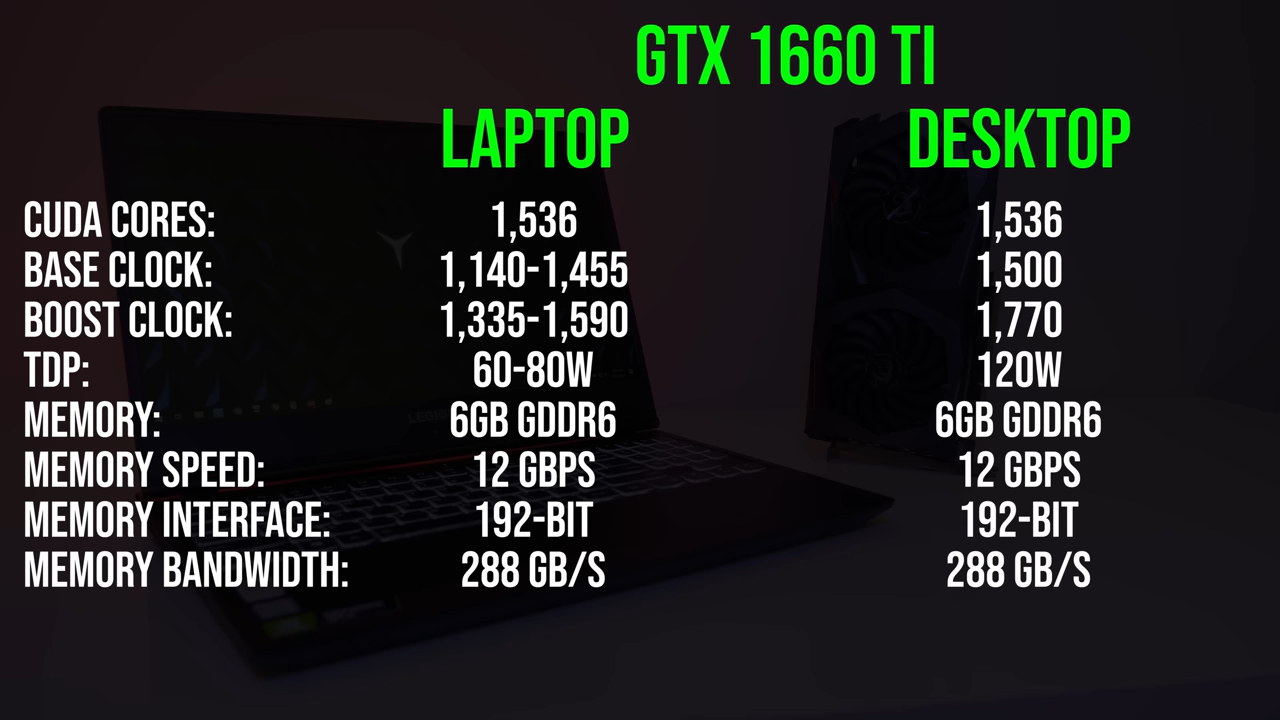 GTX 1660 TI
LAPTOP DESKTOP
CUDA CORES: 1,536 1,536
BASE CLOCK: 1,140-1,455 1,500
BOOST CLOCK: 1,335-1,590 1,770
TDP: 60-80W 120W
MEMORY: 6GB GDDR6 6GB GDDR6
MEMORY SPEED: 12 GBPS 12 GBPS
MEMORY INTERFACE: 192-BIT 192-BIT
MEMORY BANDWIDTH: 288 GB/S 288 GB/S